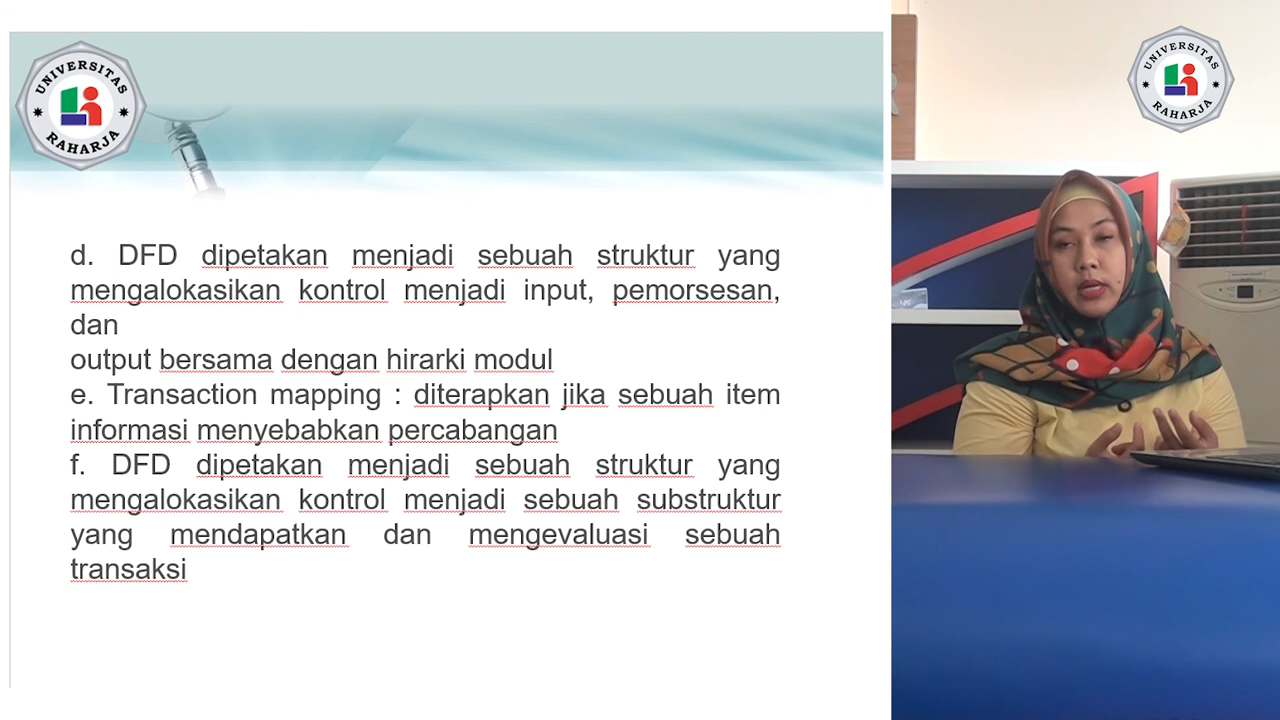 UNIVERSITAS
RAHARJA
d. DFD dipetakan menjadi sebuah struktur yang
mengalokasikan kontrol menjadi input, pemorsesan,
dan
output bersama dengan hirarki modul
e. Transaction mapping : diterapkan jika sebuah item
informasi menyebabkan percabangan
f. DFD dipetakan menjadi sebuah struktur yang
mengalokasikan kontrol menjadi sebuah substruktur
yang mendapatkan dan mengevaluasi sebuah
transaksi
UNIVERSITAS
RAHARJA